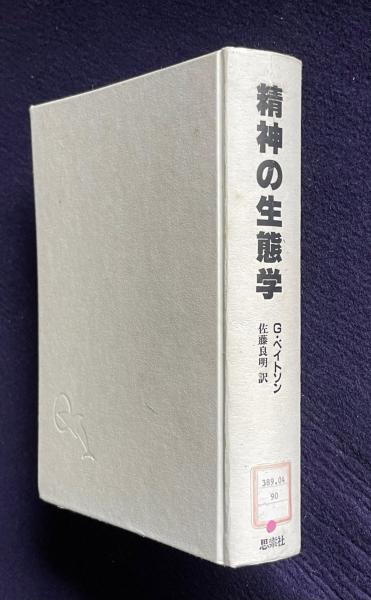 精神の生態学
G・ベイトソン
佐藤良明 訳
389.04
90
思索社